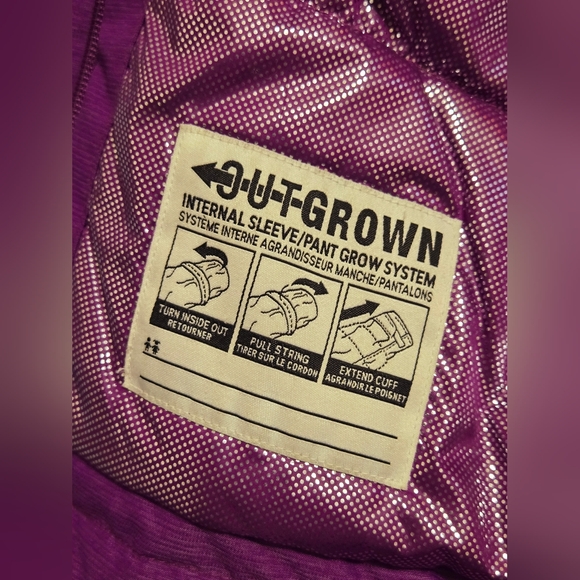 OUTGROWN
INTERNAL SLEEVE/PANT GROW SYSTEM
SYSTÈME INTERNE AGRANDISSEUR MANCHE/PANTALONS
TURN INSIDE OUT
RETOURNER
PULL STRING
TIRER SUR LE CORDON
EXTEND CUFF
AGRANDIR LE POIGNET